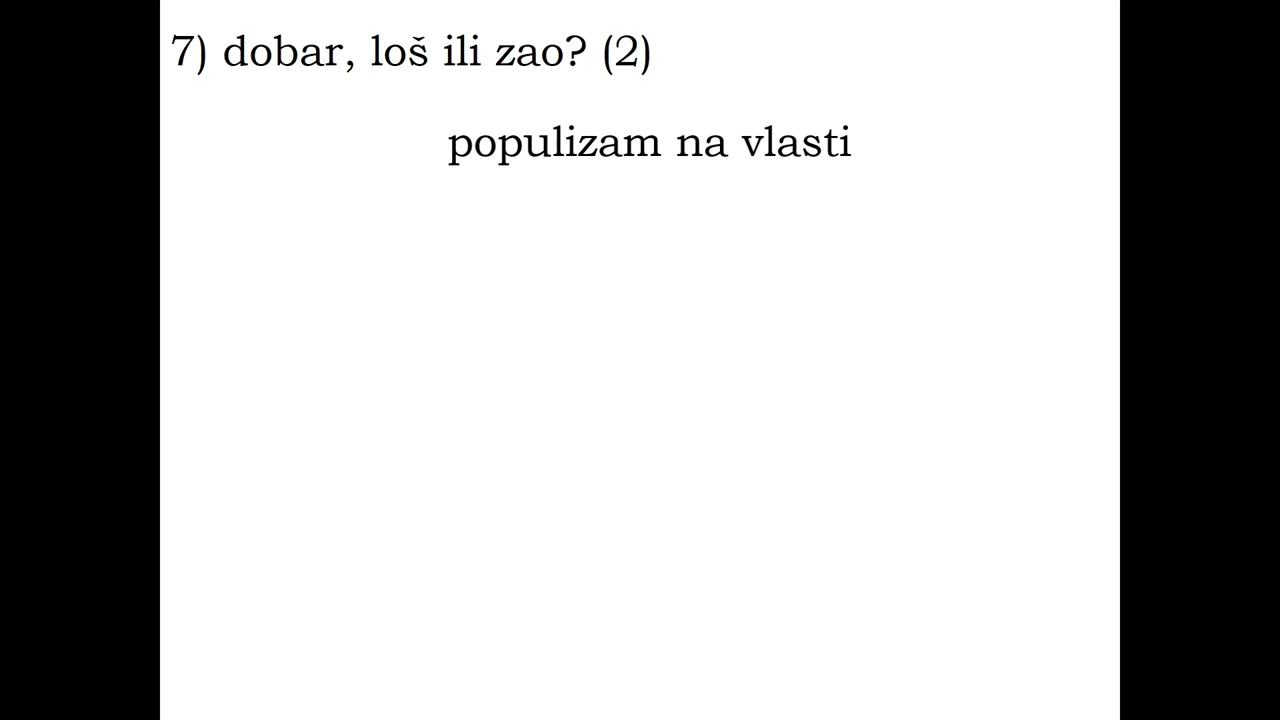 7) dobar, loš ili zao? (2)
populizam na vlasti